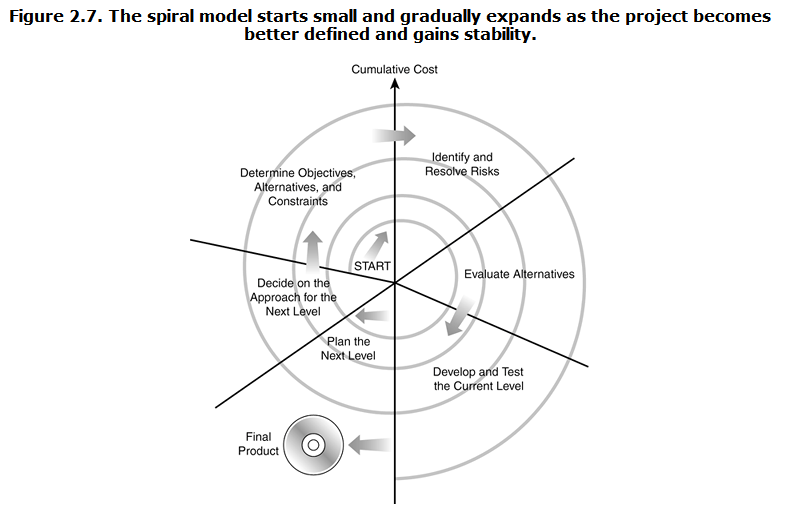 Figure 2.7. The spiral model starts small and gradually expands as the project becomes
better defined and gains stability.
Cumulative Cost
Identify and
Resolve Risks
Determine Objectives,
Alternatives, and
Constraints
START
Evaluate Alternatives
Decide on the
Approach for the
Next Level
Plan the
Next Level
Develop and Test
the Current Level
Final
Product